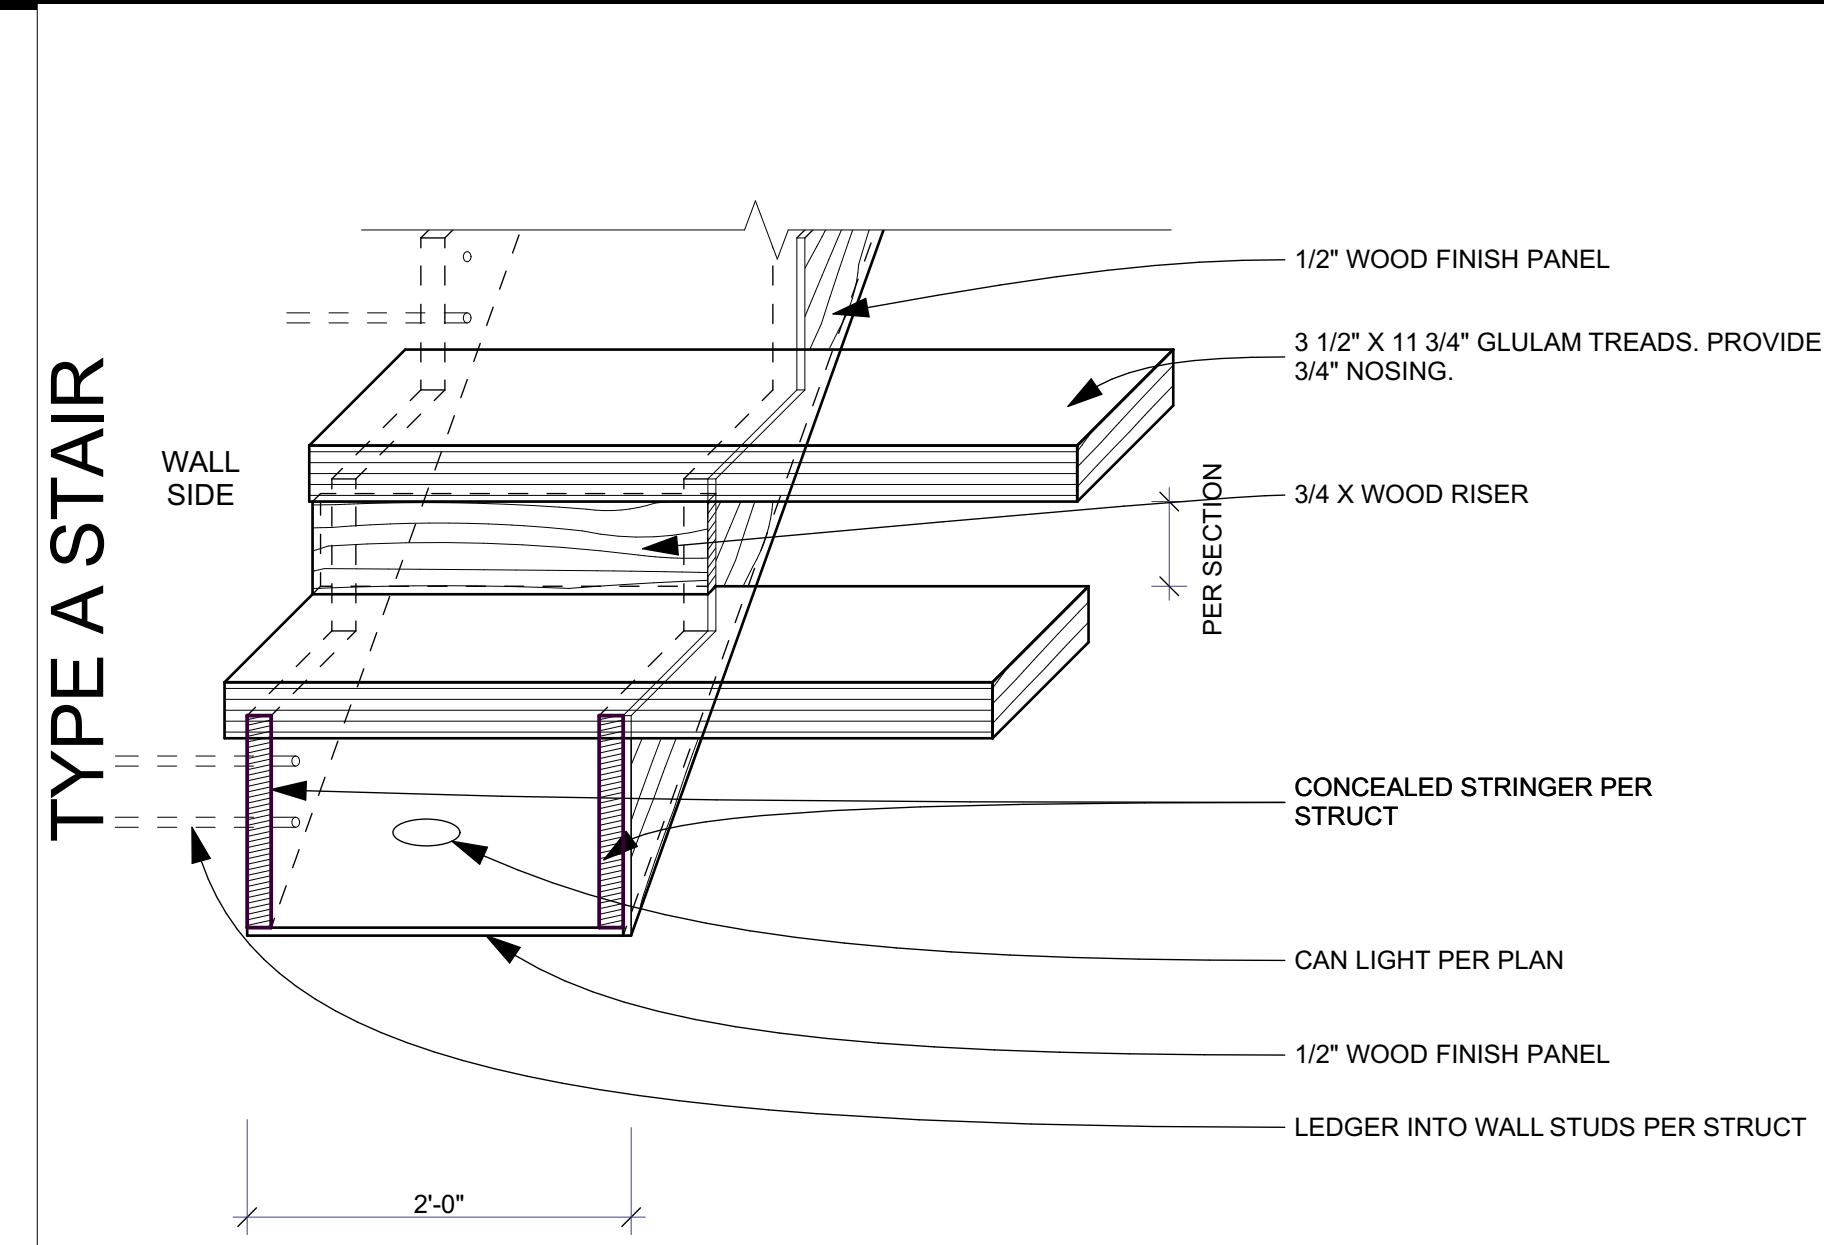 TYPE A STAIR
WALL
SIDE
1/2" WOOD FINISH PANEL
3 1/2" X 11 3/4" GLULAM TREADS. PROVIDE
3/4" NOSING.
3/4 X WOOD RISER
PER SECTION
CONCEALED STRINGER PER
STRUCT
CAN LIGHT PER PLAN
1/2" WOOD FINISH PANEL
LEDGER INTO WALL STUDS PER STRUCT
2'-0"